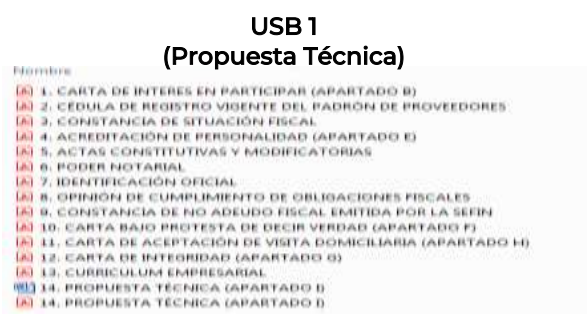 USB 1
(Propuesta Técnica)
Nombre
1. CARTA DE INTERES EN PARTICIPAR (APARTADO B)
2. CÉDULA DE REGISTRO VIGENTE DEL PADRÓN DE PROVEEDORES
3. CONSTANCIA DE SITUACIÓN FISCAL
4. ACREDITACIÓN DE PERSONALIDAD (APARTADO E)
5. ACTAS CONSTITUTIVAS Y MODIFICATORIAS
6. PODER NOTARIAL
7. IDENTIFICACIÓN OFICIAL
8. OPINIÓN DE CUMPLIMIENTO DE OBLIGACIONES FISCALES
9. CONSTANCIA DE NO ADEUDO FISCAL EMITIDA POR LA SEFIN
10. CARTA BAJO PROTESTA DE DECIR VERDAD (APARTADO F)
11. CARTA DE ACEPTACIÓN DE VISITA DOMICILIARIA (APARTADO H)
12. CARTA DE INTEGRIDAD (APARTADO G)
13. CURRICULUM EMPRESARIAL
14. PROPUESTA TÉCNICA (APARTADO I)
14. PROPUESTA TÉCNICA (APARTADO I)